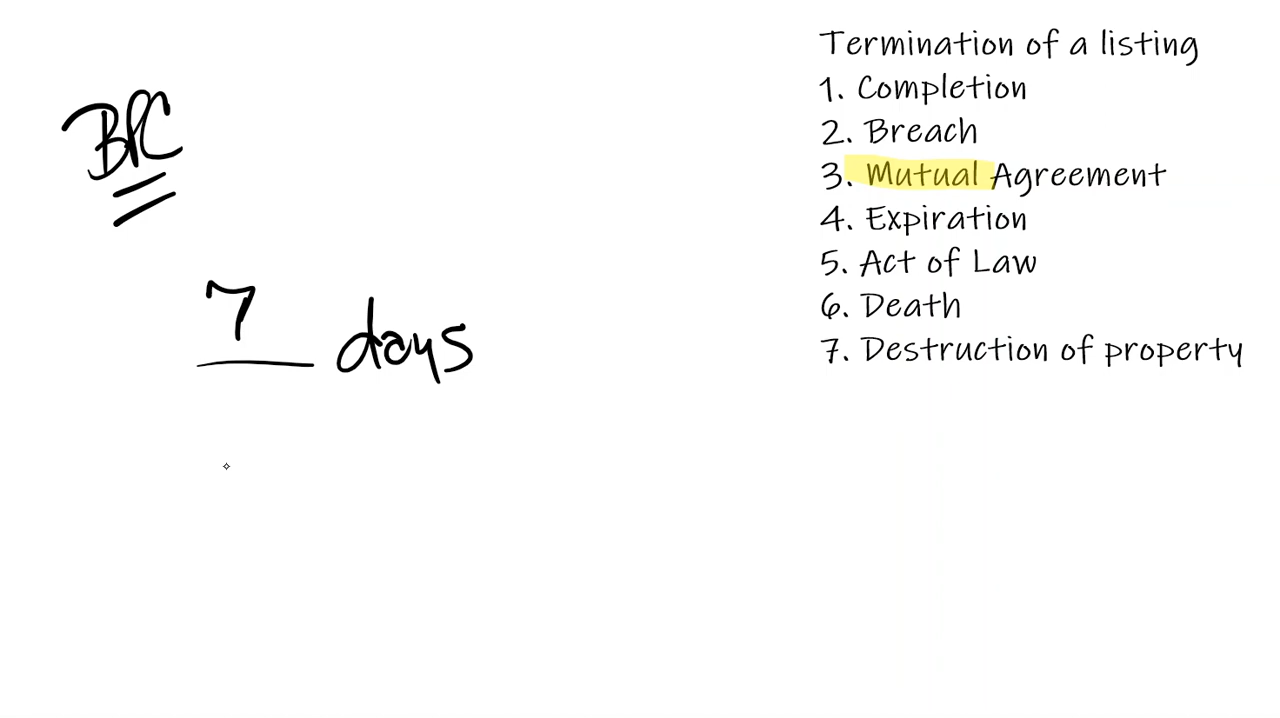 BPC
7 days
Termination of a listing
1. Completion
2. Breach
3. Mutual Agreement
4. Expiration
5. Act of Law
6. Death
7. Destruction of property